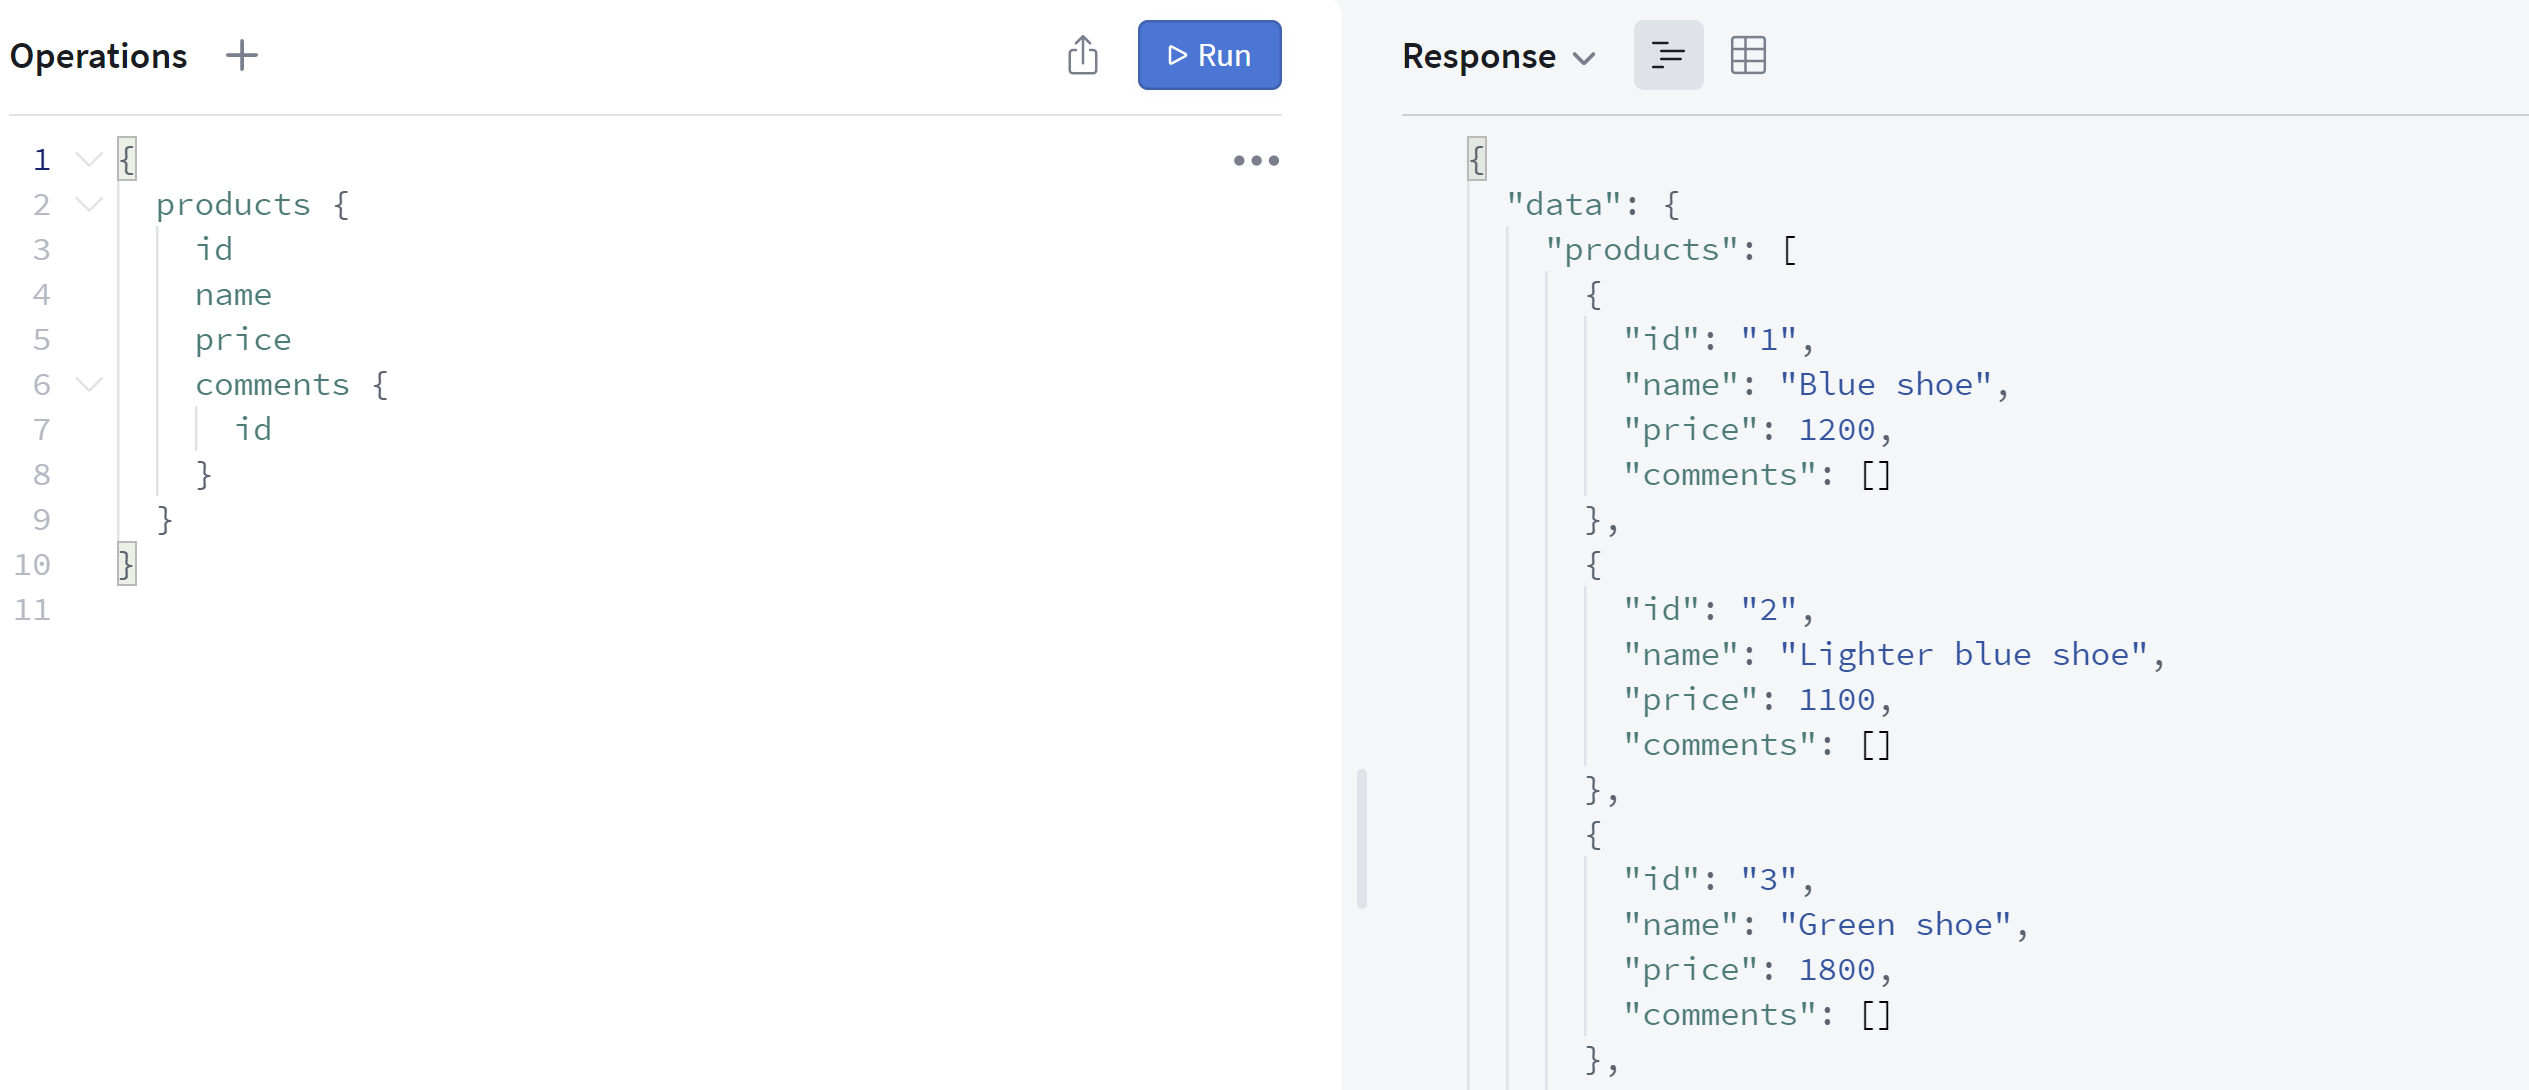 Operations
Run
1 {
2 products {
3 id
4 name
5 price
6 comments {
7 id
8 }
9 }
10 }
11
Response
{
"data": {
"products": [
{
"id": "1",
"name": "Blue shoe",
"price": 1200,
"comments": []
},
{
"id": "2",
"name": "Lighter blue shoe",
"price": 1100,
"comments": []
},
{
"id": "3",
"name": "Green shoe",
"price": 1800,
"comments": []
},